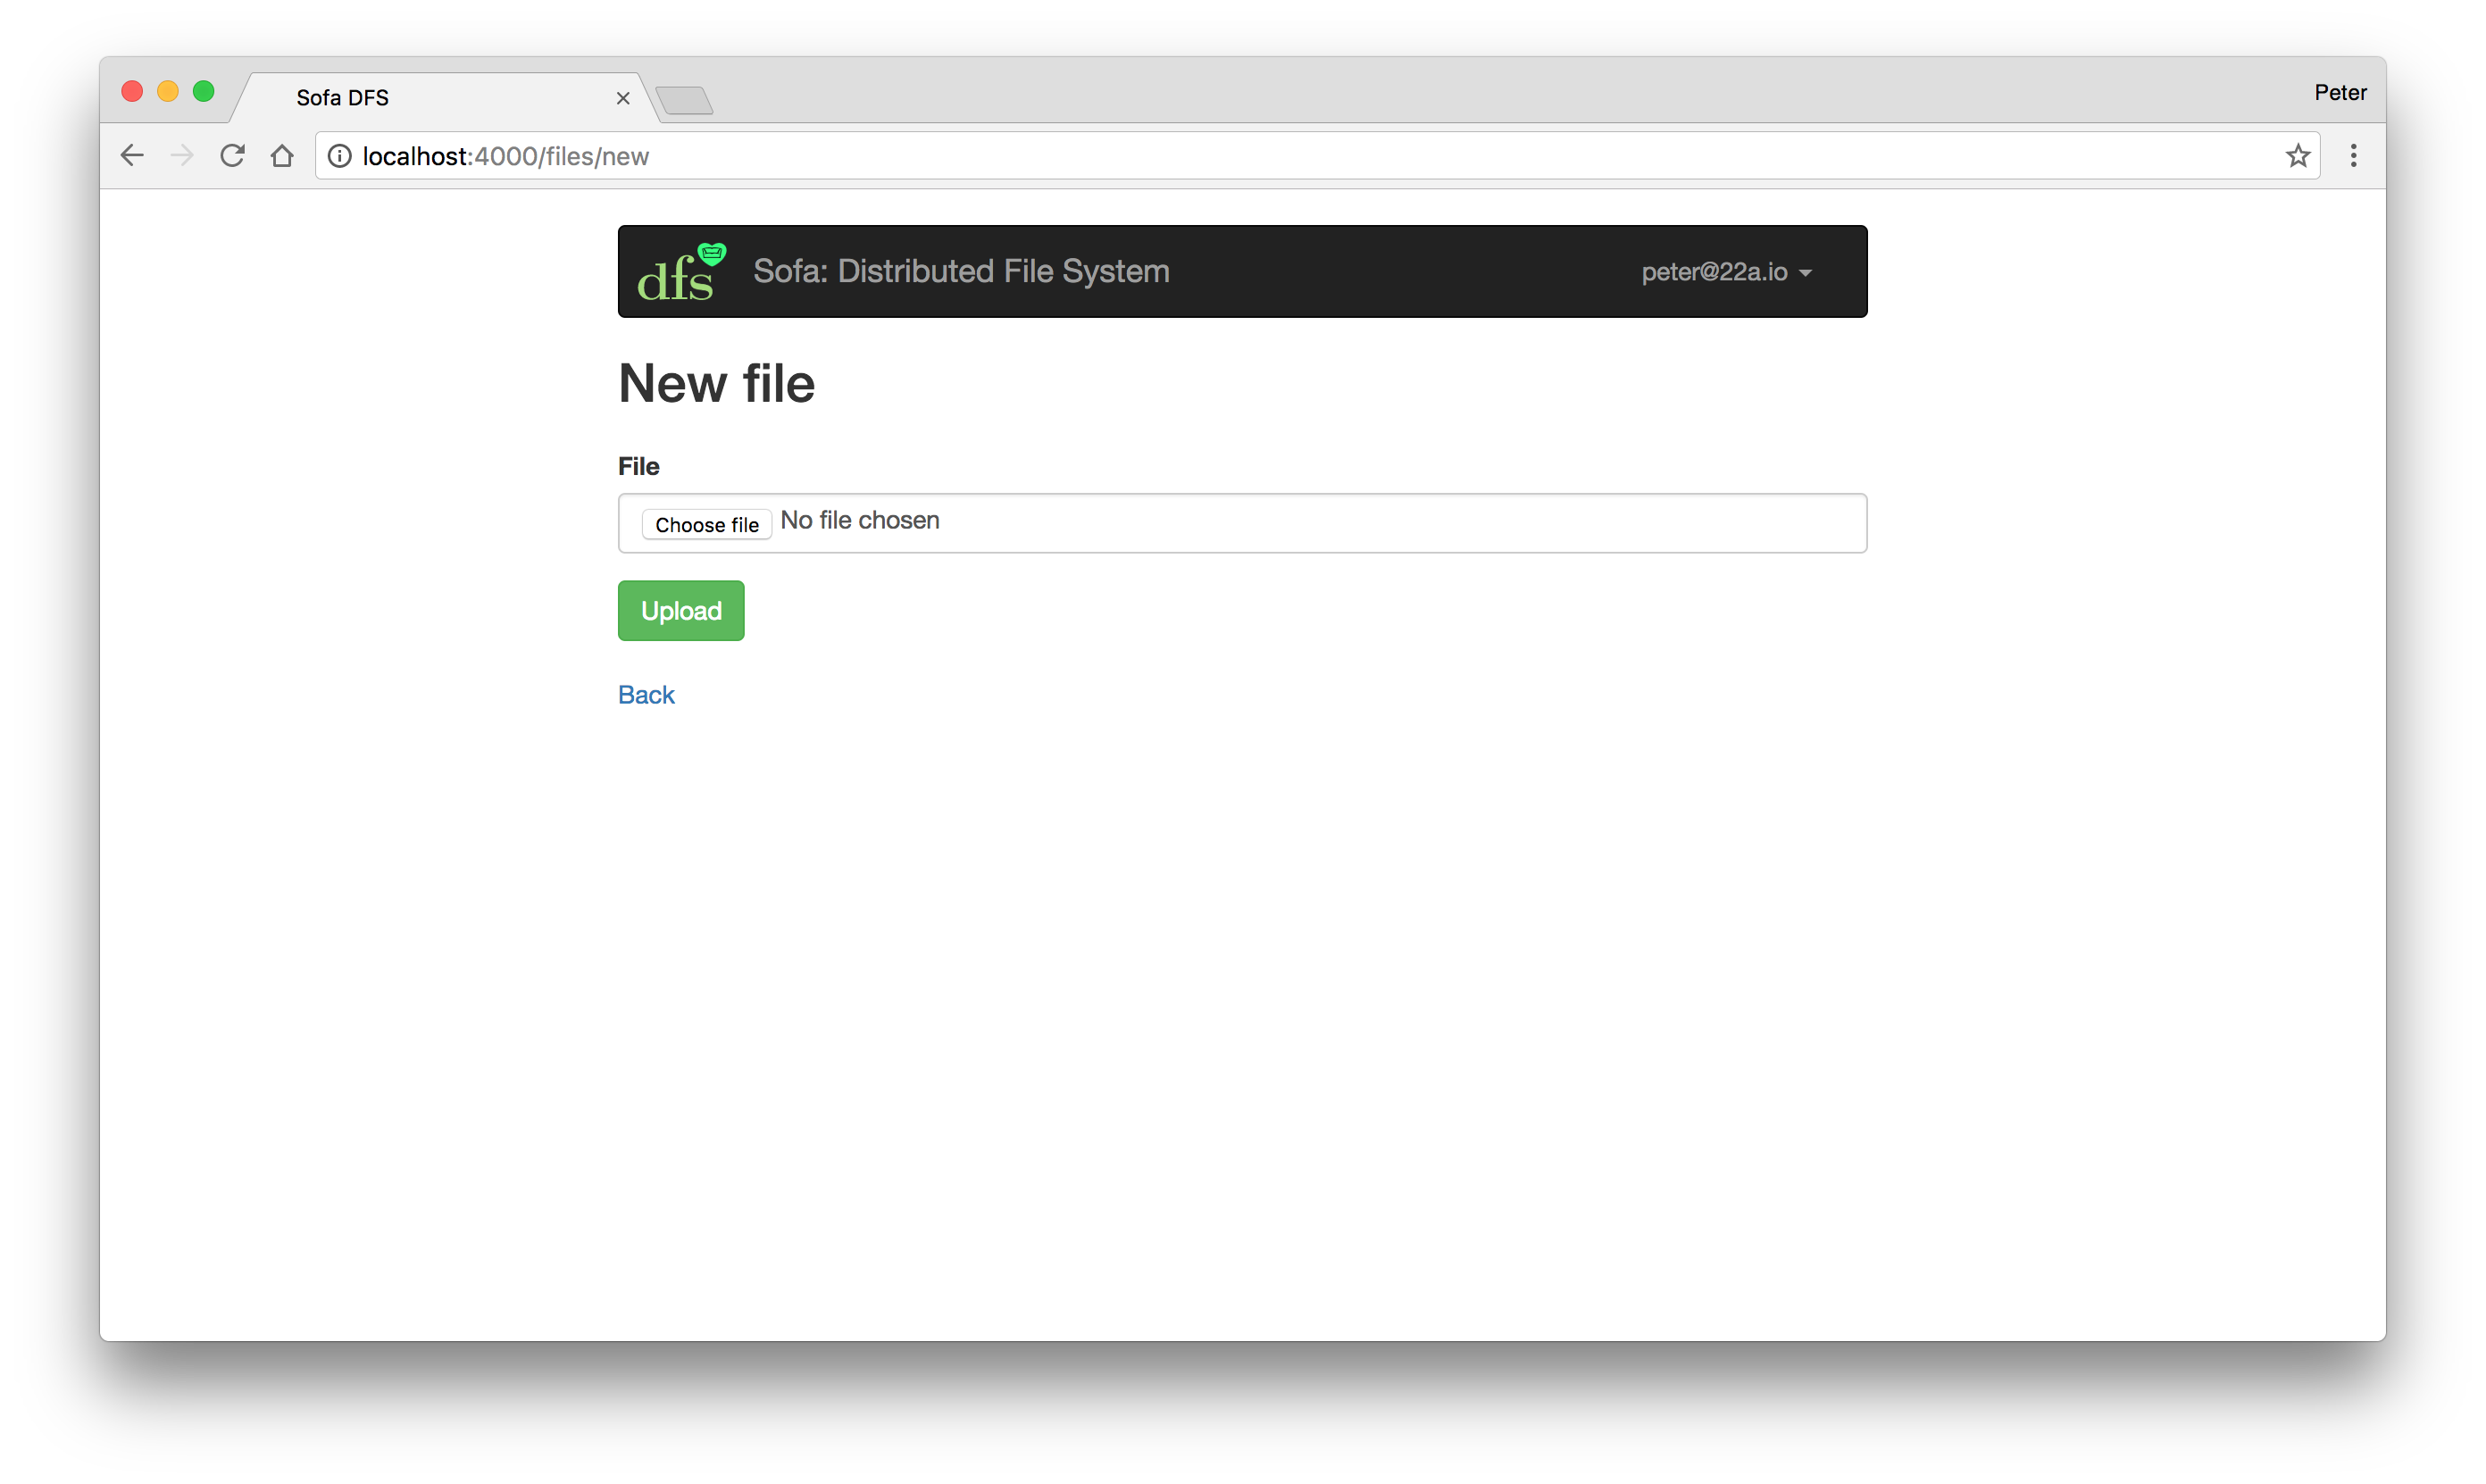 Sofa DFS
Peter
localhost:4000/files/new
dfs Sofa: Distributed File System peter@22a.io
New file
File
Choose file No file chosen
Upload
Back